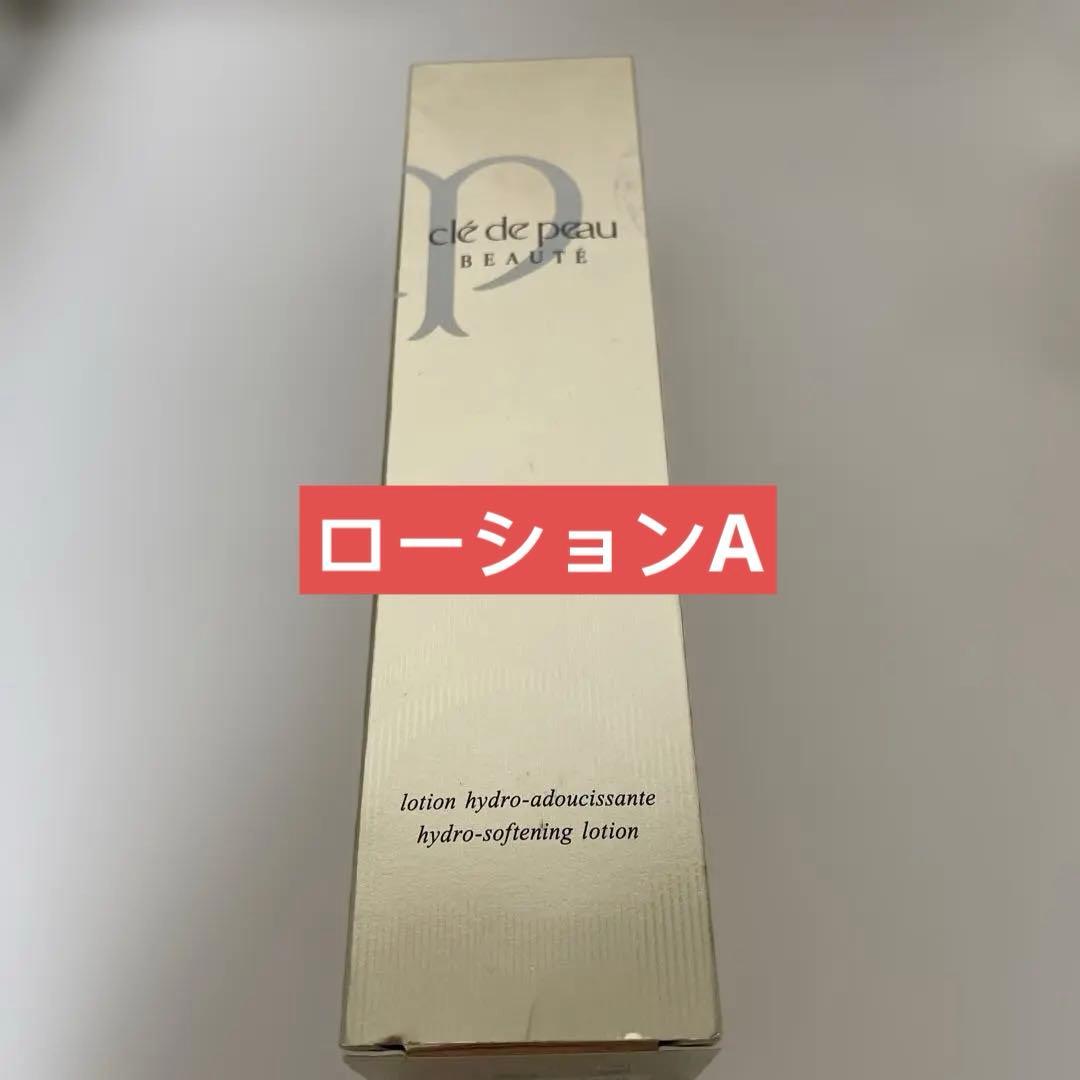 clé de peau
BEAUTÉ
ローションA
lotion hydro-adoucissante
hydro-softening lotion